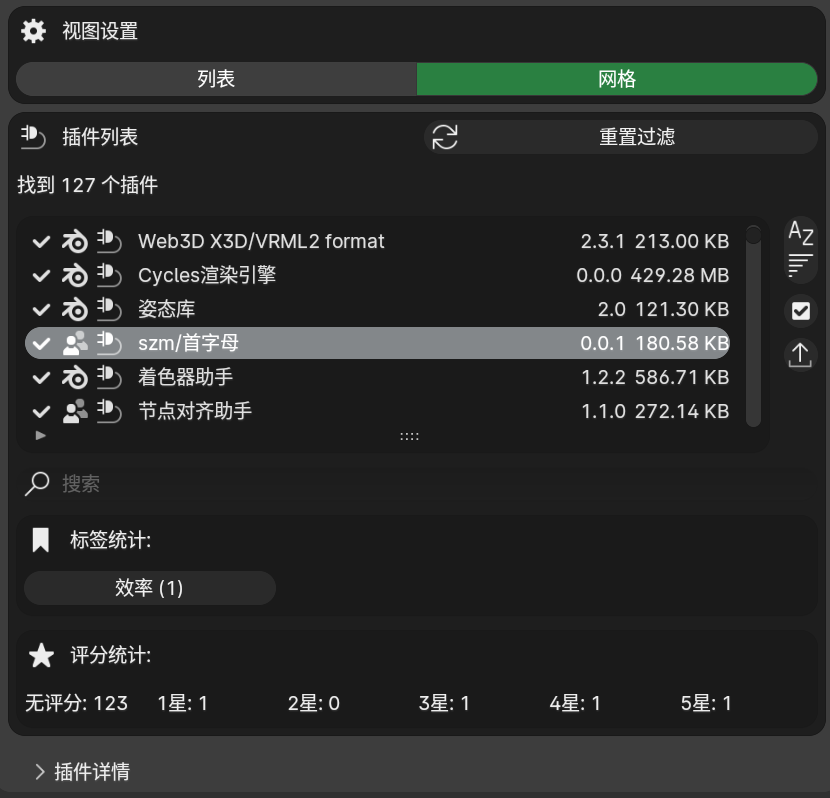 视图设置
列表 网格
插件列表 重置过滤
找到 127 个插件
Web3D X3D/VRML2 format 2.3.1 213.00 KB
Cycles渲染引擎 0.0.0 429.28 MB
姿态库 2.0 121.30 KB
szm/首字母 0.0.1 180.58 KB
着色器助手 1.2.2 586.71 KB
节点对齐助手 1.1.0 272.14 KB
AZ
搜索
标签统计:
效率 (1)
评分统计:
无评分: 123 1星: 1 2星: 0 3星: 1 4星: 1 5星: 1
插件详情